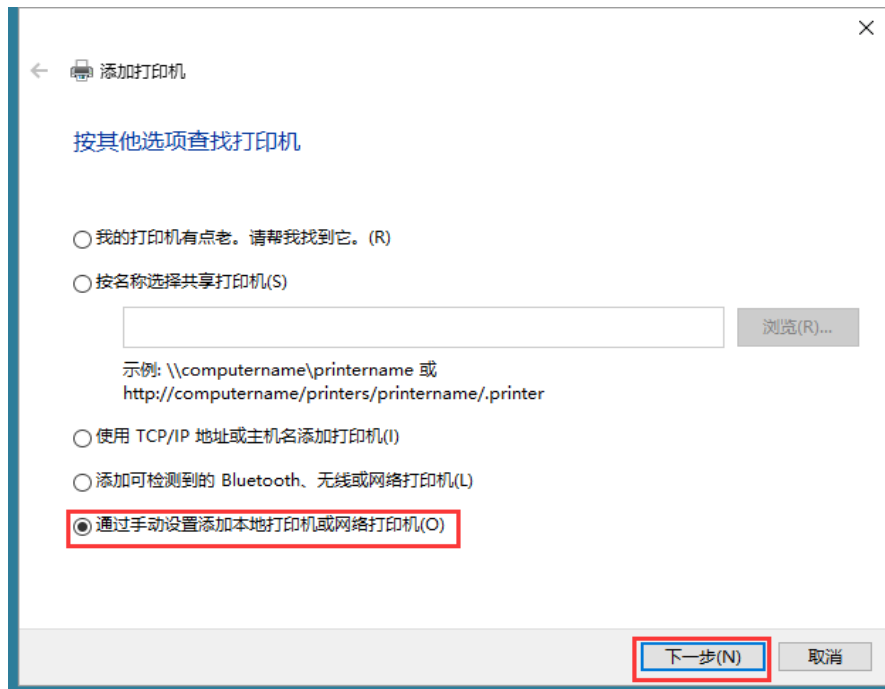 添加打印机
按其他选项查找打印机
我的打印机有点老。请帮我找到它。(R)
按名称选择共享打印机(S)
浏览(R)...
示例: \\computername\printername 或
http://computername/printers/printername/.printer
使用 TCP/IP 地址或主机名添加打印机(I)
添加可检测到的 Bluetooth、无线或网络打印机(L)
通过手动设置添加本地打印机或网络打印机(O)
下一步(N) 取消